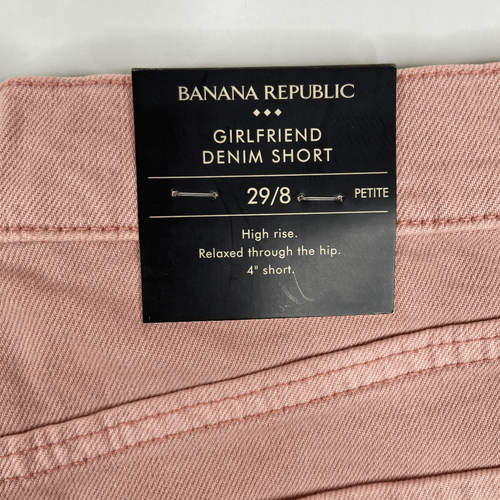 BANANA REPUBLIC
GIRLFRIEND
DENIM SHORT
29/8 PETITE
High rise.
Relaxed through the hip.
4" short.